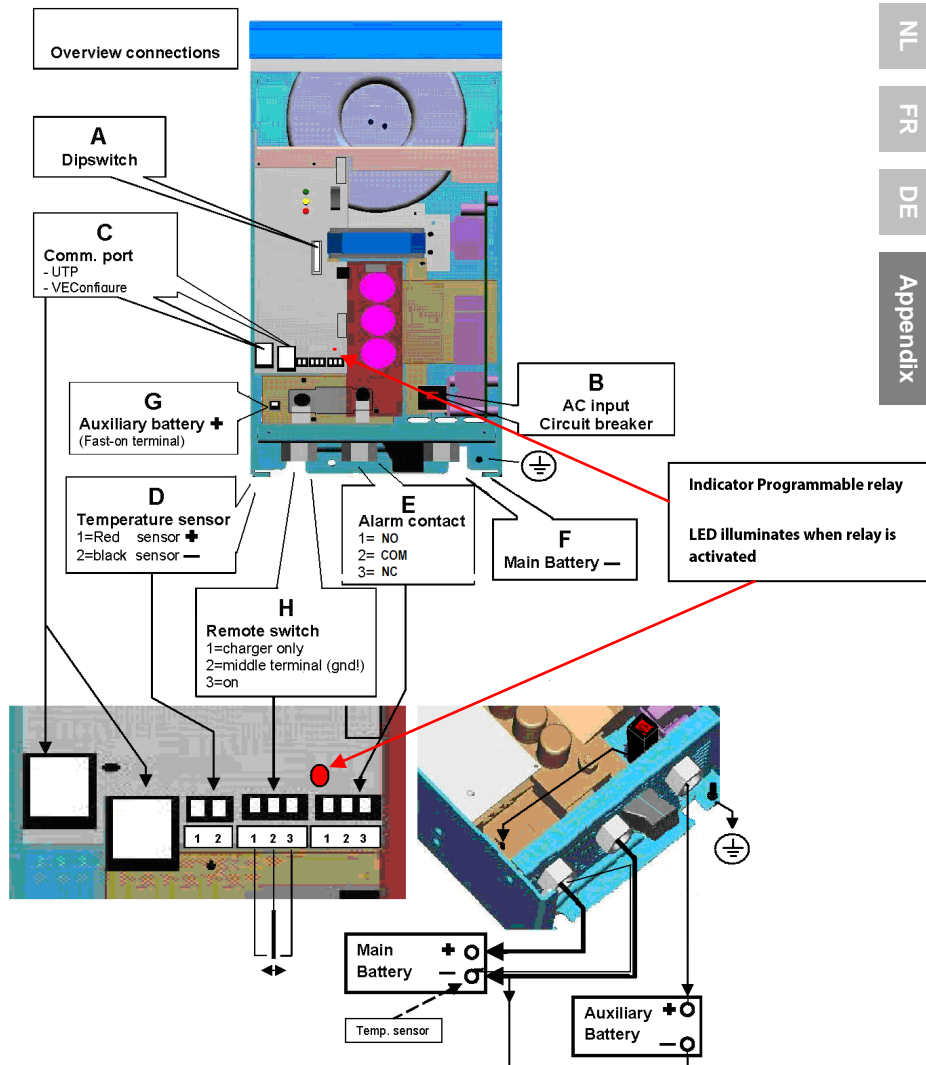 Overview connections
NL
FR
DE
Appendix
A
Dipswitch
C
Comm. port
- UTP
- VEConfigure
G
Auxiliary battery +
(Fast-on terminal)
B
AC input
Circuit breaker
D
Temperature sensor
1=Red sensor +
2=black sensor —
E
Alarm contact
1= NO
2= COM
3= NC
F
Main Battery —
Indicator Programmable relay
LED illuminates when relay is
activated
H
Remote switch
1=charger only
2=middle terminal (gnd!)
3=on
1 2
1 2 3
1 2 3
Main +
Battery —
Temp. sensor
Auxiliary +
Battery
—